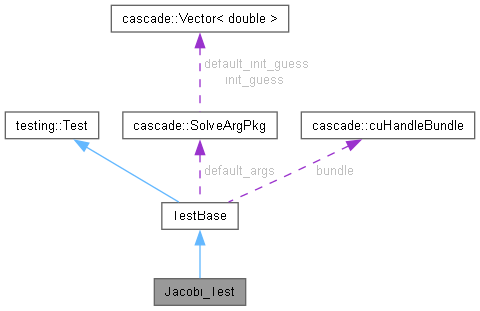 cascade::Vector< double >
default_init_guess
init_guess
testing::Test
cascade::SolveArgPkg
cascade::cuHandleBundle
default_args
bundle
TestBase
Jacobi_Test